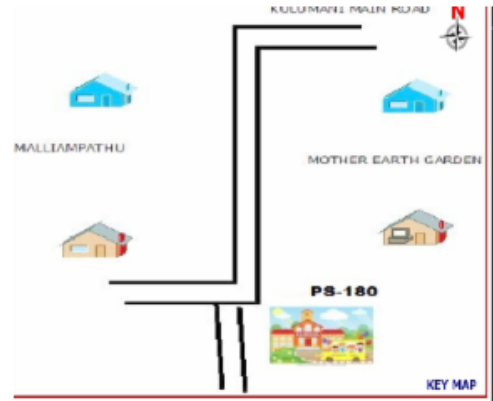 KULUMANI MAIN ROAD
N
MALLIAMPATHU
MOTHER EARTH GARDEN
PS-180
KEY MAP